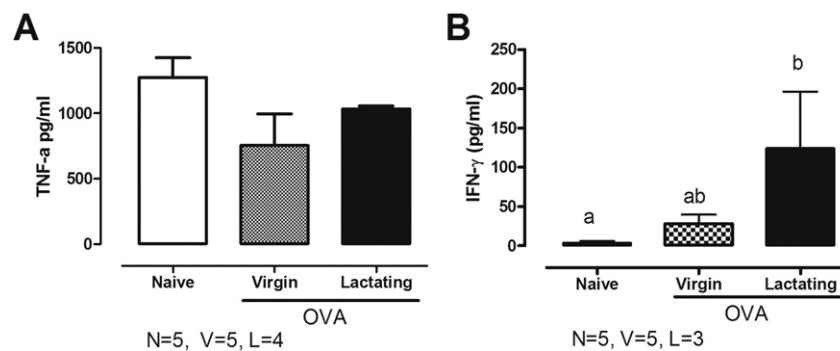 A
TNF-a pg/ml
1500
1000
500
0
Naive
Virgin
Lactating
OVA
N=5, V=5, L=4
B
IFN-γ (pg/ml)
250
200
150
100
50
0
a
ab
b
Naive
Virgin
Lactating
OVA
N=5, V=5, L=3